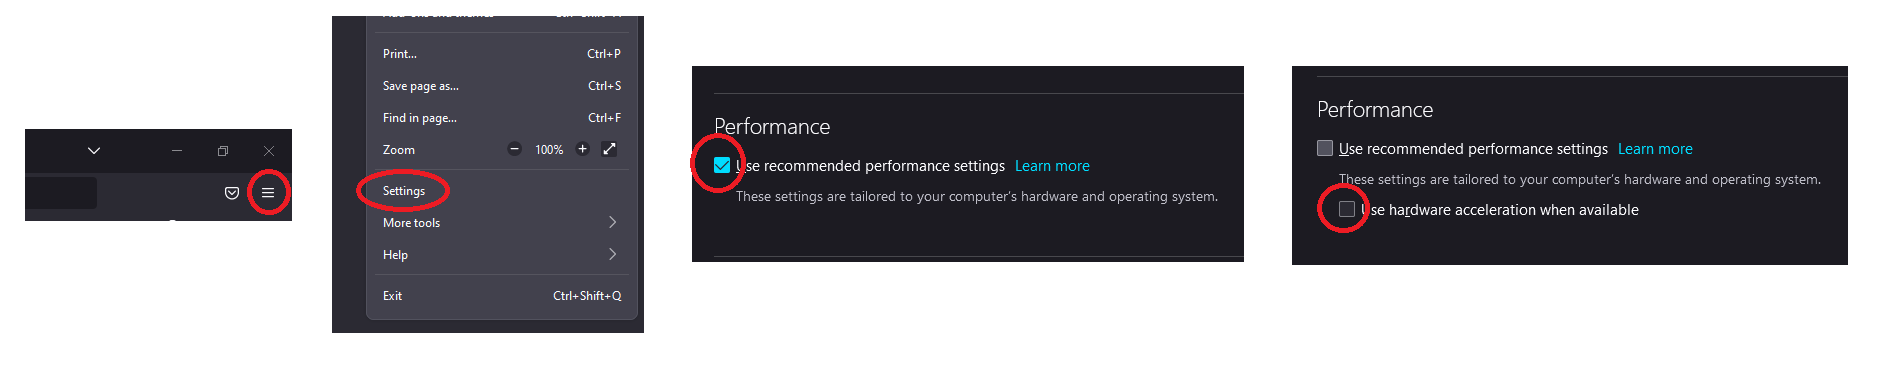 Print... Ctrl+P
Save page as... Ctrl+S
Find in page... Ctrl+F
Zoom 100%
Settings
More tools
Help
Exit Ctrl+Shift+Q
Performance
Use recommended performance settings Learn more
These settings are tailored to your computer's hardware and operating system.
Performance
Use recommended performance settings Learn more
These settings are tailored to your computer's hardware and operating system.
Use hardware acceleration when available